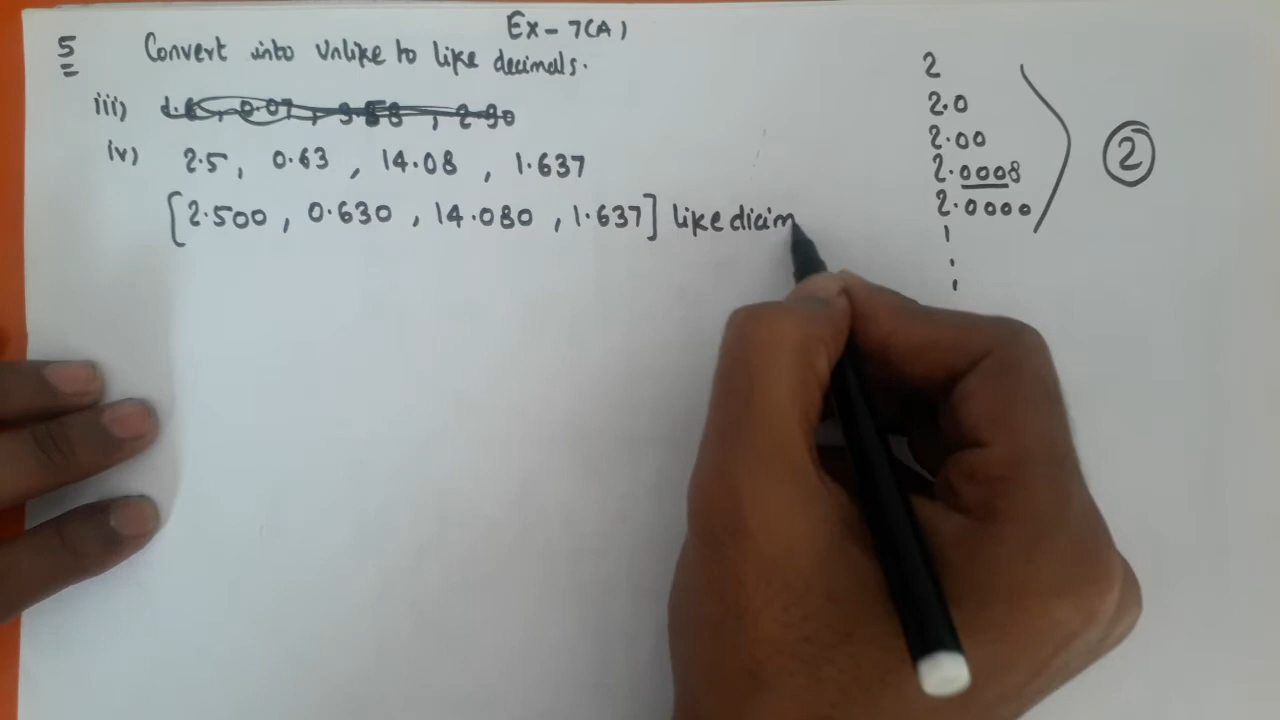 Ex - 7(A)
5 Convert into Unlike to like decimals.
iii)
iv) 2.5, 0.63, 14.08, 1.637
[2.500, 0.630, 14.080, 1.637] like dicim
2
2.0
2.00
2.0008
2.0000
2